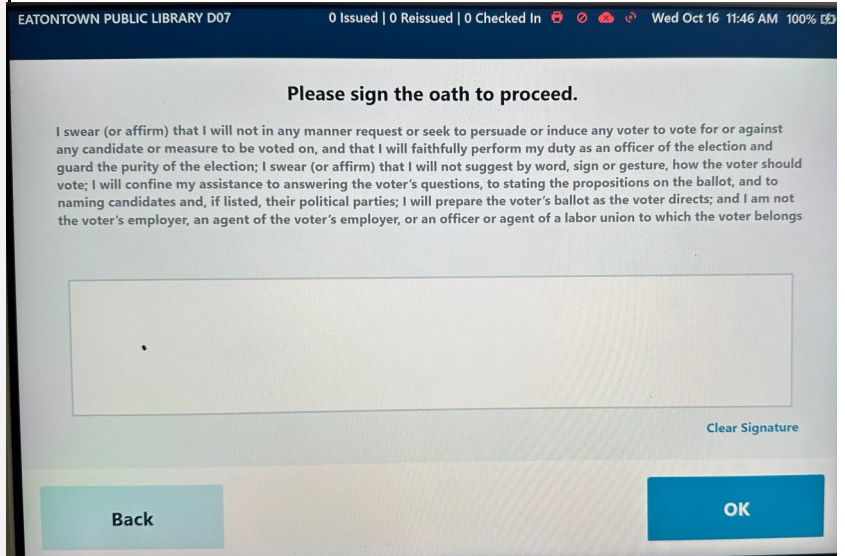 EATONTOWN PUBLIC LIBRARY D07 0 Issued | 0 Reissued | 0 Checked In Wed Oct 16 11:46 AM 100%
Please sign the oath to proceed.
I swear (or affirm) that I will not in any manner request or seek to persuade or induce any voter to vote for or against
any candidate or measure to be voted on, and that I will faithfully perform my duty as an officer of the election and
guard the purity of the election; I swear (or affirm) that I will not suggest by word, sign or gesture, how the voter should
vote; I will confine my assistance to answering the voter's questions, to stating the propositions on the ballot, and to
naming candidates and, if listed, their political parties; I will prepare the voter's ballot as the voter directs; and I am not
the voter's employer, an agent of the voter's employer, or an officer or agent of a labor union to which the voter belongs
Clear Signature
Back
OK